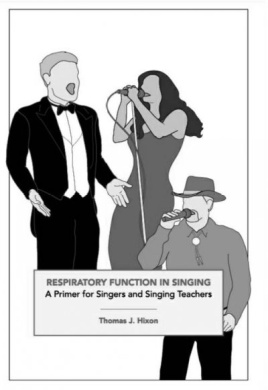 RESPIRATORY FUNCTION IN SINGING
A Primer for Singers and Singing Teachers
Thomas J. Hixon